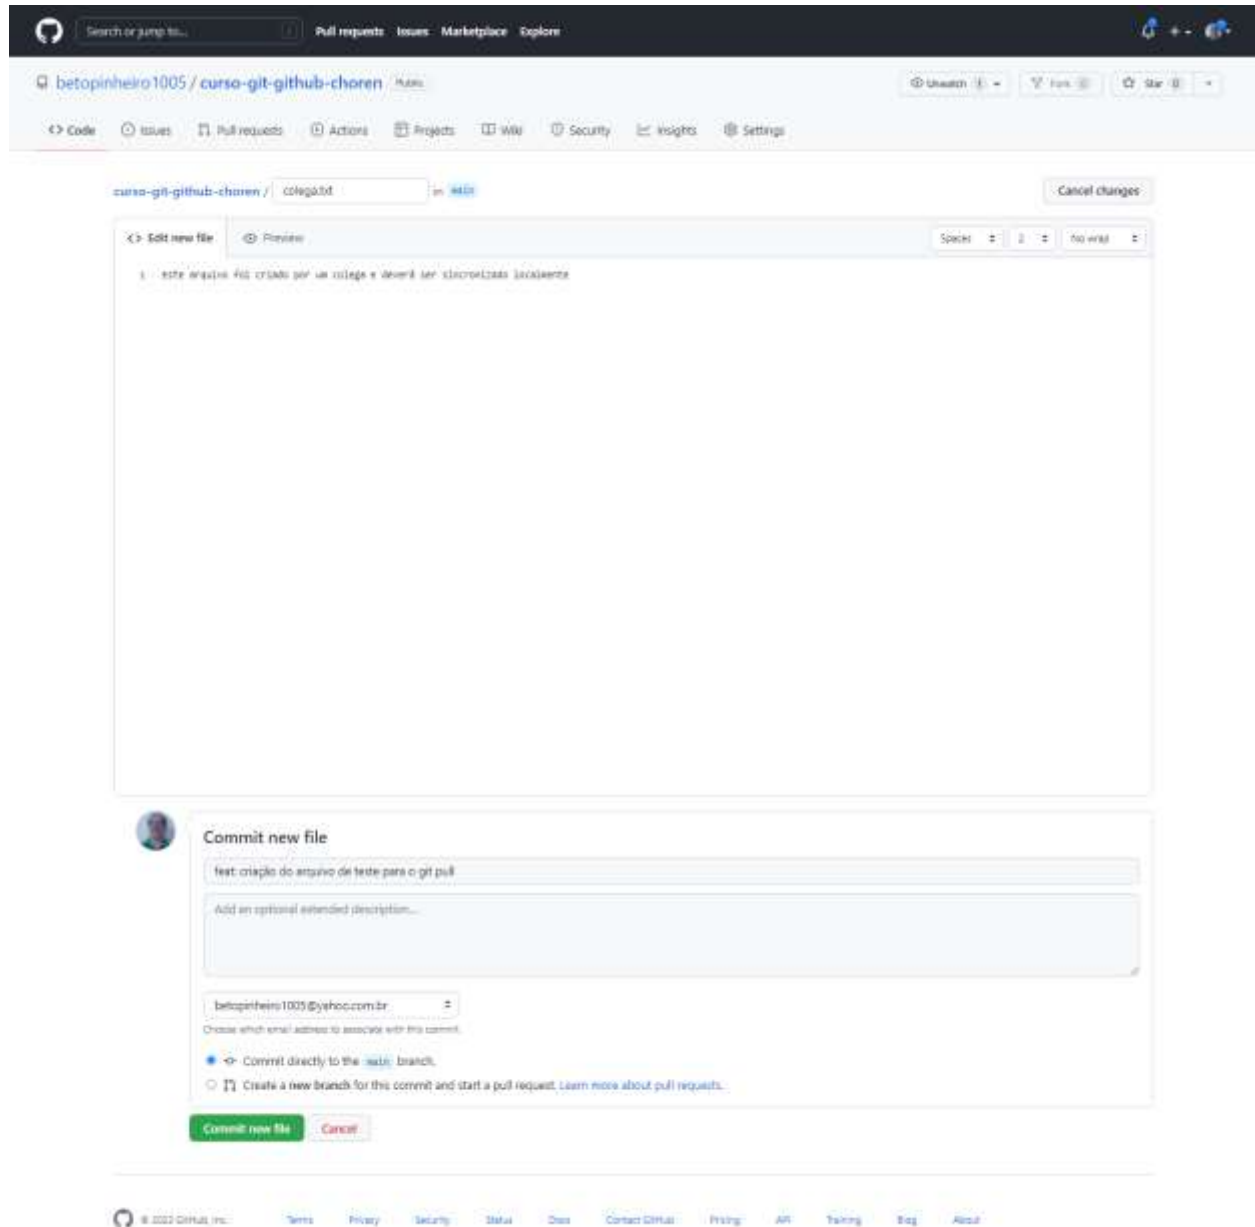 Search or jump to... / Pull requests Issues Marketplace Explore
betopinheiro1005 / curso-git-github-choren Public Unwatch 1 Fork 0 Star 0
Code Issues Pull requests Actions Projects Wiki Security Insights Settings
curso-git-github-choren / colega.txt in main Cancel changes
Edit new file Preview Spaces 2 No wrap
1 Este arquivo foi criado por um colega e deverá ser sincronizado localmente
Commit new file
feat: criação do arquivo de teste para o git pull
Add an optional extended description...
betopinheiro1005@yahoo.com.br
Choose which email address to associate with this commit
Commit directly to the main branch.
Create a new branch for this commit and start a pull request. Learn more about pull requests.
Commit new file Cancel
© 2022 GitHub, Inc. Terms Privacy Security Status Docs Contact GitHub Pricing API Training Blog About